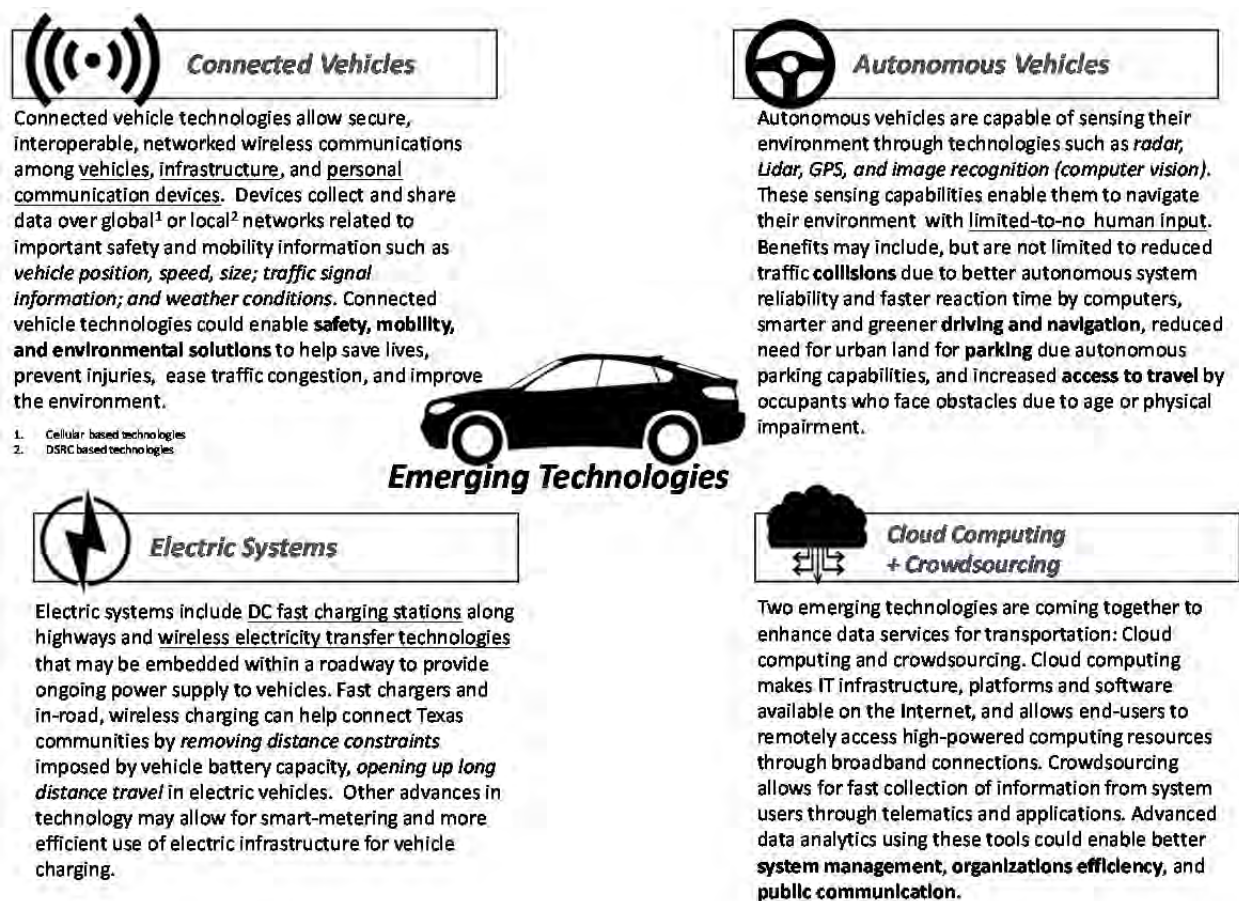 Connected Vehicles
Connected vehicle technologies allow secure,
interoperable, networked wireless communications
among vehicles, infrastructure, and personal
communication devices. Devices collect and share
data over global¹ or local² networks related to
important safety and mobility information such as
vehicle position, speed, size; traffic signal
information; and weather conditions. Connected
vehicle technologies could enable safety, mobility,
and environmental solutions to help save lives,
prevent injuries, ease traffic congestion, and improve
the environment.
1. Cellular based technologies
2. DSRC based technologies
Autonomous Vehicles
Autonomous vehicles are capable of sensing their
environment through technologies such as radar,
Lidar, GPS, and image recognition (computer vision).
These sensing capabilities enable them to navigate
their environment with limited-to-no human input.
Benefits may include, but are not limited to reduced
traffic collisions due to better autonomous system
reliability and faster reaction time by computers,
smarter and greener driving and navigation, reduced
need for urban land for parking due autonomous
parking capabilities, and increased access to travel by
occupants who face obstacles due to age or physical
impairment.
Emerging Technologies
Electric Systems
Electric systems include DC fast charging stations along
highways and wireless electricity transfer technologies
that may be embedded within a roadway to provide
ongoing power supply to vehicles. Fast chargers and
in-road, wireless charging can help connect Texas
communities by removing distance constraints
imposed by vehicle battery capacity, opening up long
distance travel in electric vehicles. Other advances in
technology may allow for smart-metering and more
efficient use of electric infrastructure for vehicle
charging.
Cloud Computing
+ Crowdsourcing
Two emerging technologies are coming together to
enhance data services for transportation: Cloud
computing and crowdsourcing. Cloud computing
makes IT infrastructure, platforms and software
available on the Internet, and allows end-users to
remotely access high-powered computing resources
through broadband connections. Crowdsourcing
allows for fast collection of information from system
users through telematics and applications. Advanced
data analytics using these tools could enable better
system management, organizations efficiency, and
public communication.